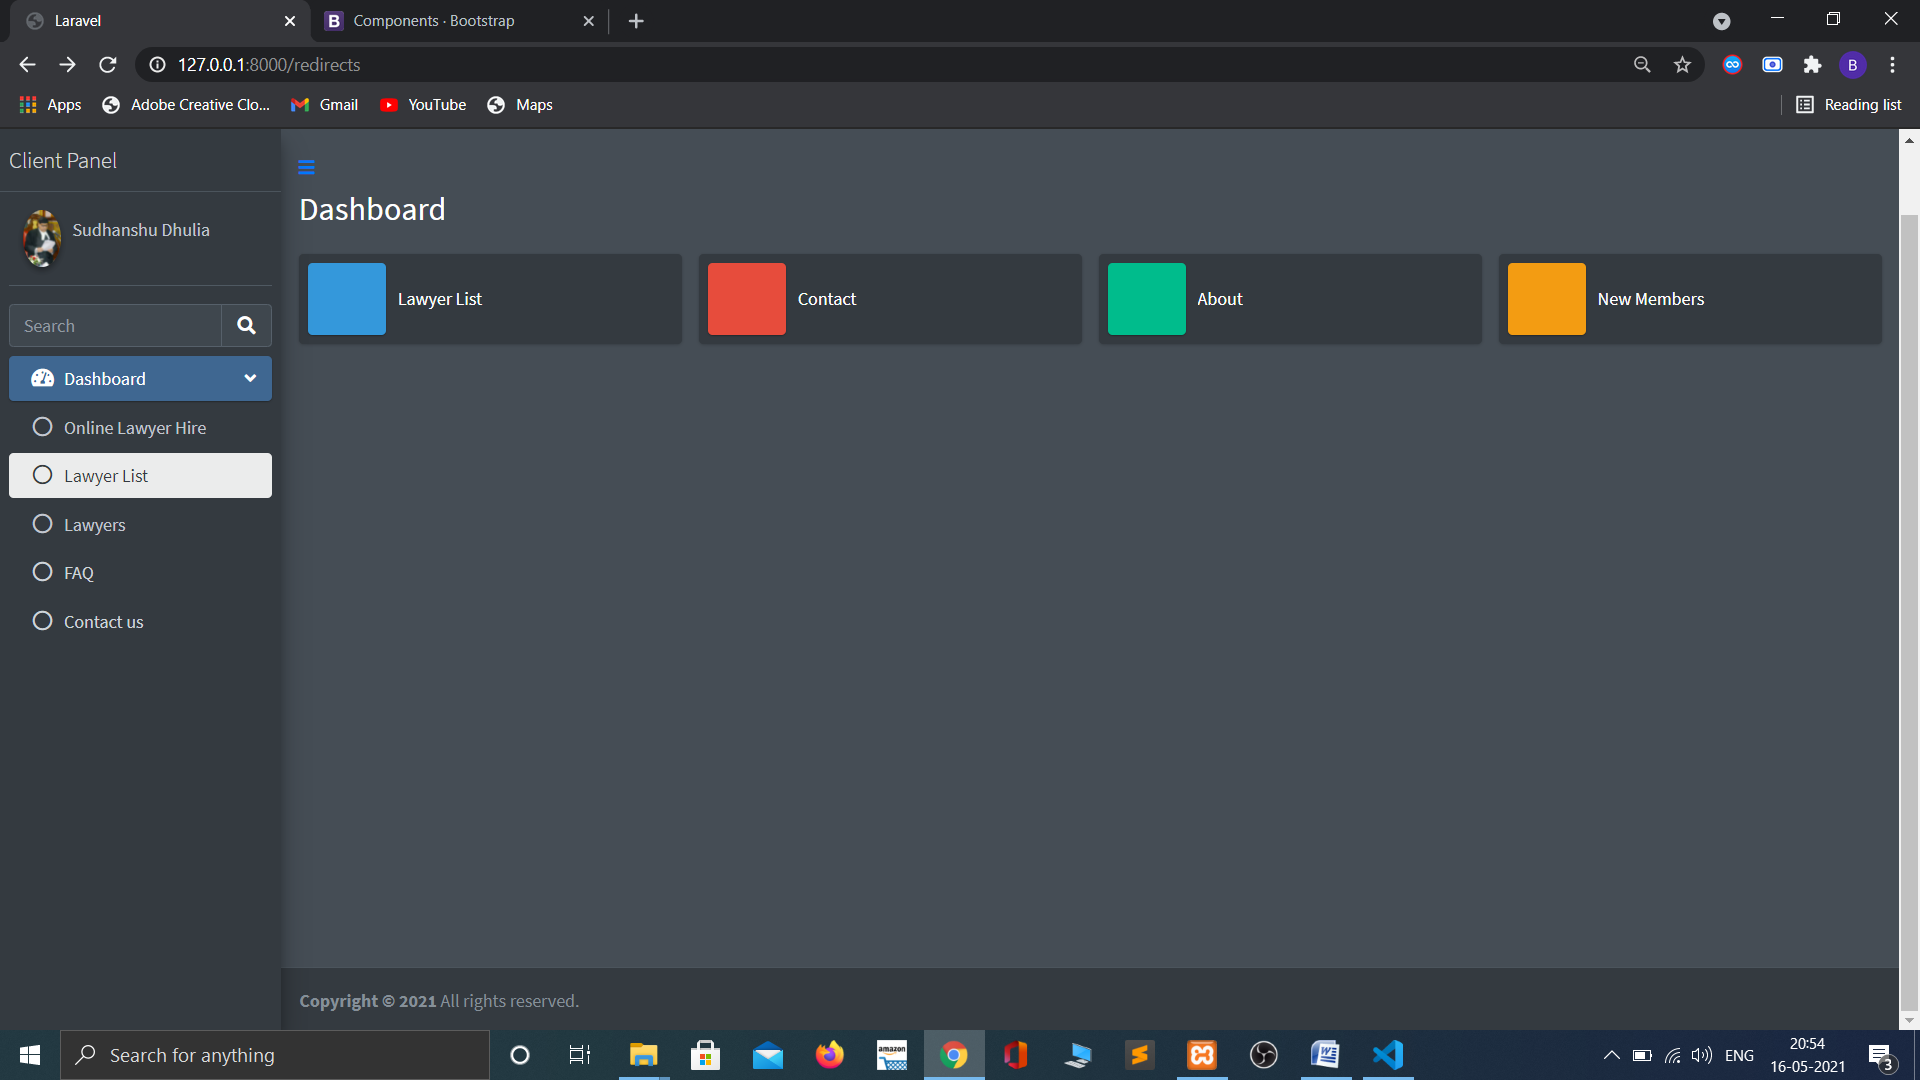 Laravel
Components · Bootstrap
127.0.0.1:8000/redirects
B
Apps
Adobe Creative Clo...
Gmail
YouTube
Maps
Reading list
Client Panel
Sudhanshu Dhulia
Search
Dashboard
Online Lawyer Hire
Lawyer List
Lawyers
FAQ
Contact us
Dashboard
Lawyer List
Contact
About
New Members
Copyright © 2021 All rights reserved.
Search for anything
amazon
ENG
20:54
16-05-2021
3